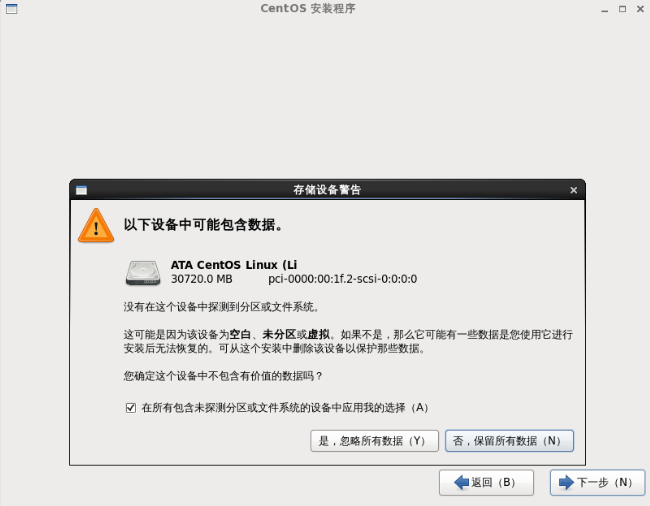 CentOS 安装程序
存储设备警告
以下设备中可能包含数据。
ATA CentOS Linux (Li
30720.0 MB pci-0000:00:1f.2-scsi-0:0:0:0
没有在这个设备中探测到分区或文件系统。
这可能是因为该设备为空白、未分区或虚拟。如果不是，那么它可能有一些数据是您使用它进行
安装后无法恢复的。可从这个安装中删除该设备以保护那些数据。
您确定这个设备中不包含有价值的数据吗？
在所有包含未探测分区或文件系统的设备中应用我的选择（A）
是，忽略所有数据（Y） 否，保留所有数据（N）
返回（B） 下一步（N）